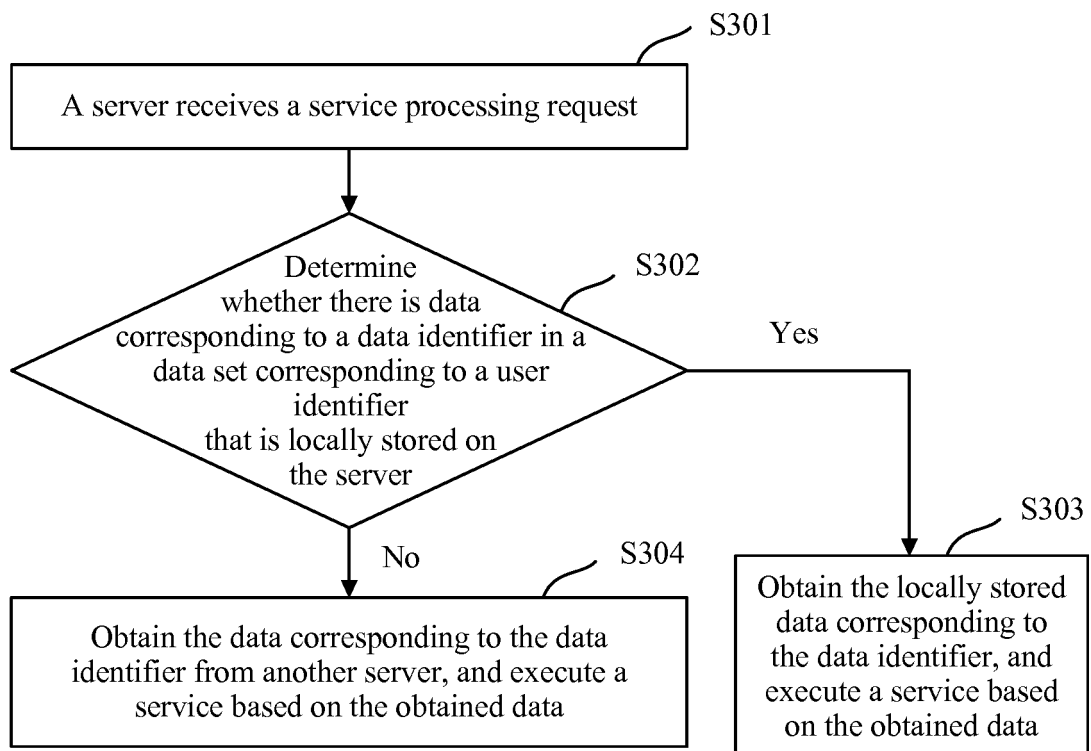 S301
A server receives a service processing request
S302
Determine
whether there is data
corresponding to a data identifier in a
data set corresponding to a user
identifier
that is locally stored on
the server
Yes
No
S303
Obtain the locally stored
data corresponding to
the data identifier, and
execute a service based
on the obtained data
S304
Obtain the data corresponding to the data
identifier from another server, and execute a
service based on the obtained data